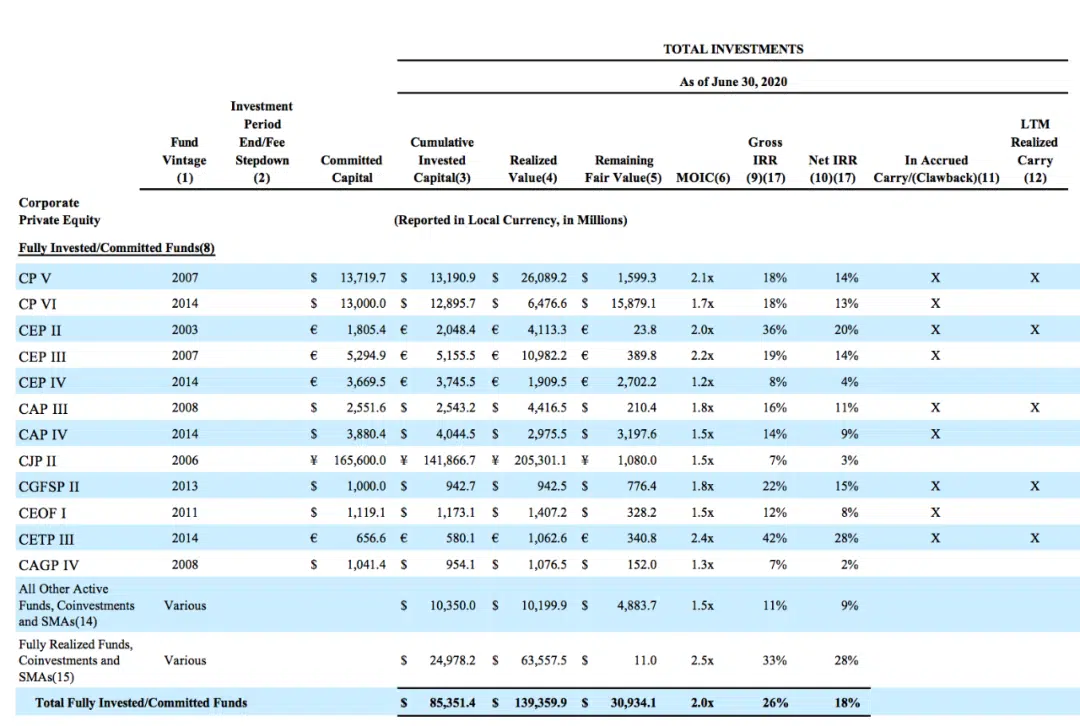 TOTAL INVESTMENTS
As of June 30, 2020
Investment
Period
LTM
Fund End/Fee Cumulative Gross Realized
Vintage Stepdown Committed Invested Realized Remaining IRR Net IRR In Accrued Carry
(1) (2) Capital Capital(3) Value(4) Fair Value(5) MOIC(6) (9)(17) (10)(17) Carry/(Clawback)(11) (12)
Corporate
Private Equity (Reported in Local Currency, in Millions)
Fully Invested/Committed Funds(8)
CP V 2007 $ 13,719.7 $ 13,190.9 $ 26,089.2 $ 1,599.3 2.1x 18% 14% X X
CP VI 2014 $ 13,000.0 $ 12,895.7 $ 6,476.6 $ 15,879.1 1.7x 18% 13% X
CEP II 2003 € 1,805.4 € 2,048.4 € 4,113.3 € 23.8 2.0x 36% 20% X X
CEP III 2007 € 5,294.9 € 5,155.5 € 10,982.2 € 389.8 2.2x 19% 14% X
CEP IV 2014 € 3,669.5 € 3,745.5 € 1,909.5 € 2,702.2 1.2x 8% 4%
CAP III 2008 $ 2,551.6 $ 2,543.2 $ 4,416.5 $ 210.4 1.8x 16% 11% X X
CAP IV 2014 $ 3,880.4 $ 4,044.5 $ 2,975.5 $ 3,197.6 1.5x 14% 9% X
CJP II 2006 ¥ 165,600.0 ¥ 141,866.7 ¥ 205,301.1 ¥ 1,080.0 1.5x 7% 3%
CGFSP II 2013 $ 1,000.0 $ 942.7 $ 942.5 $ 776.4 1.8x 22% 15% X X
CEOF I 2011 $ 1,119.1 $ 1,173.1 $ 1,407.2 $ 328.2 1.5x 12% 8% X
CETP III 2014 € 656.6 € 580.1 € 1,062.6 € 340.8 2.4x 42% 28% X X
CAGP IV 2008 $ 1,041.4 $ 954.1 $ 1,076.5 $ 152.0 1.3x 7% 2%
All Other Active
Funds, Coinvestments Various $ 10,350.0 $ 10,199.9 $ 4,883.7 1.5x 11% 9%
and SMAs(14)
Fully Realized Funds,
Coinvestments and Various $ 24,978.2 $ 63,557.5 $ 11.0 2.5x 33% 28%
SMAs(15)
Total Fully Invested/Committed Funds $ 85,351.4 $ 139,359.9 $ 30,934.1 2.0x 26% 18%